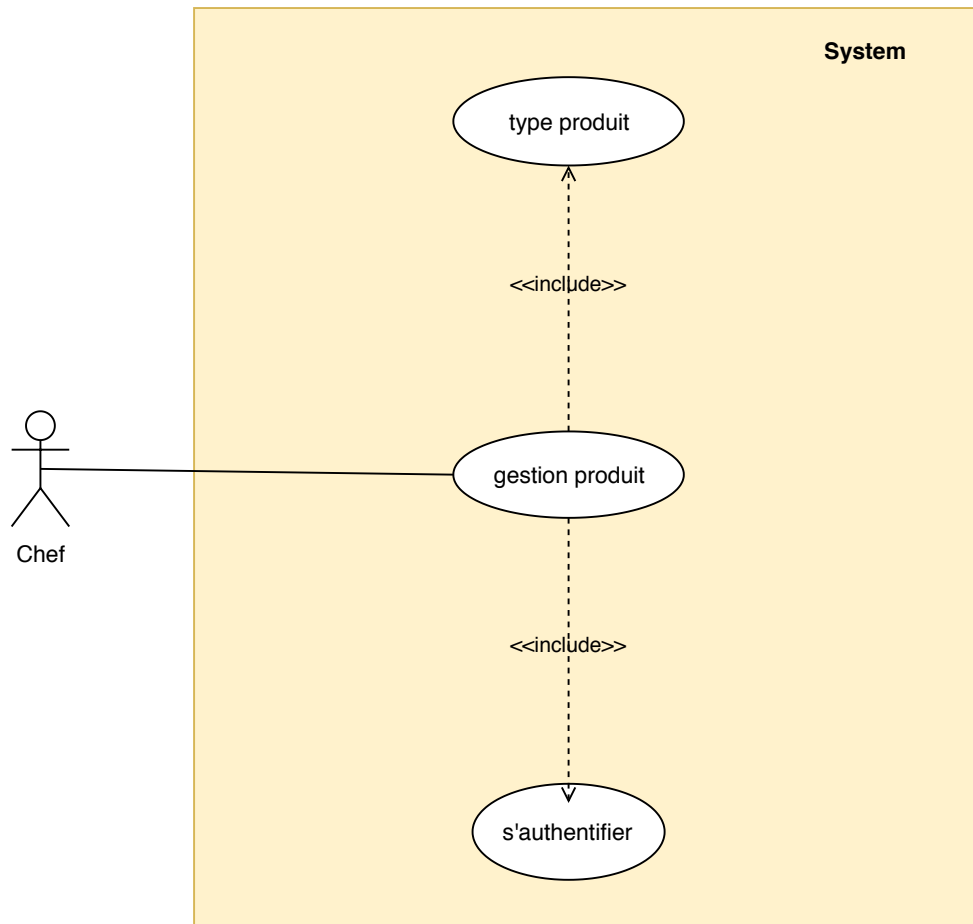 System
type produit
<<include>>
gestion produit
Chef
<<include>>
s'authentifier